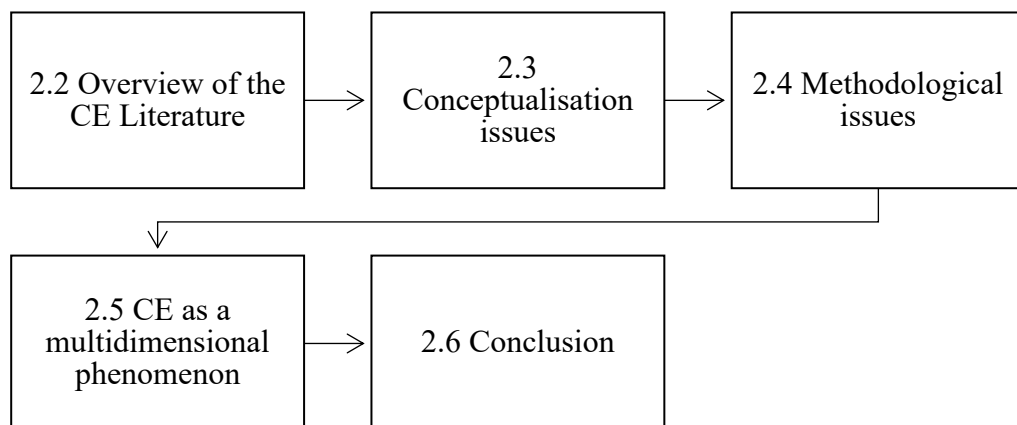 2.2 Overview of the
CE Literature
2.3
Conceptualisation
issues
2.4 Methodological
issues
2.5 CE as a
multidimensional
phenomenon
2.6 Conclusion